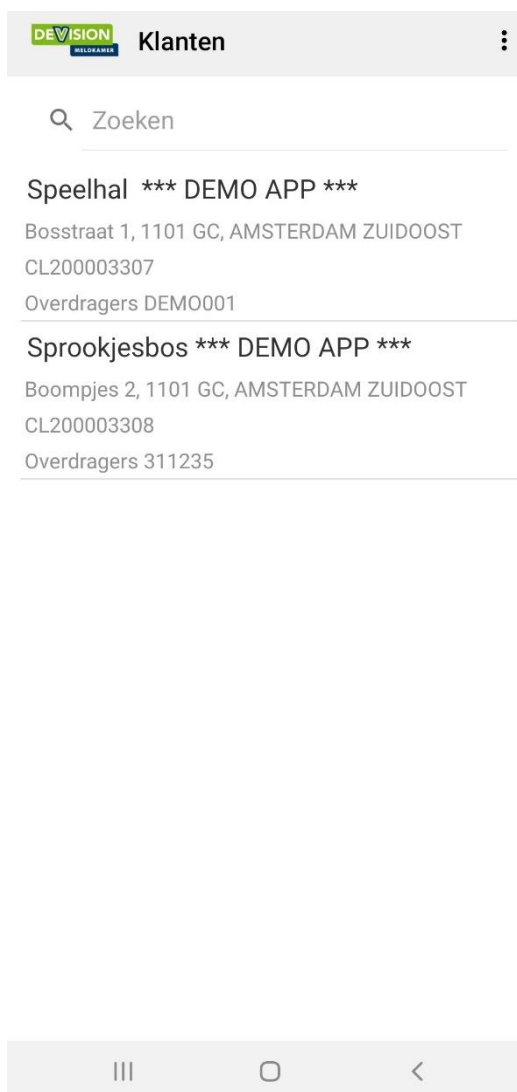 DEVISION
MELDKAMER
Klanten
Zoeken
Speelhal *** DEMO APP ***
Bosstraat 1, 1101 GC, AMSTERDAM ZUIDOOST
CL200003307
Overdragers DEMO001
Sprookjesbos *** DEMO APP ***
Boompjes 2, 1101 GC, AMSTERDAM ZUIDOOST
CL200003308
Overdragers 311235